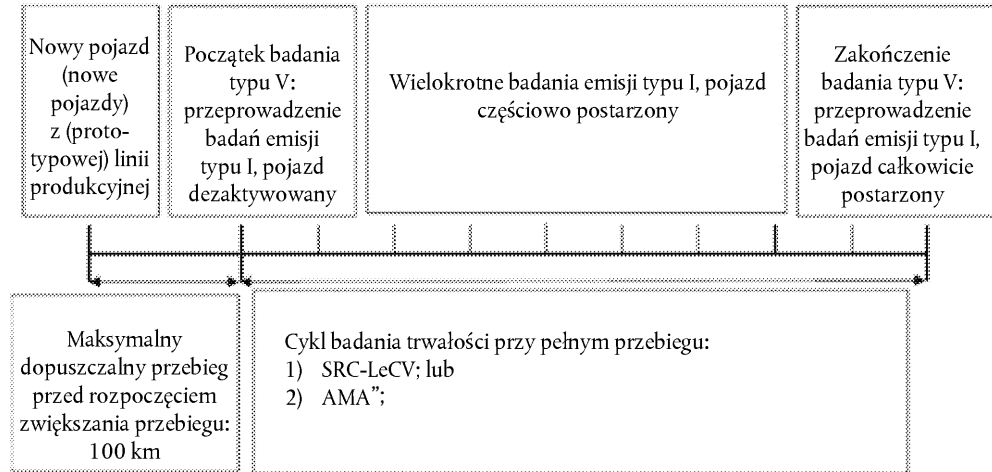 Nowy pojazd
(nowe
pojazdy)
z (proto-
typowej) linii
produkcyjnej
Początek badania
typu V:
przeprowadzenie
badań emisji
typu I, pojazd
dezaktywowany
Wielokrotne badania emisji typu I, pojazd
częściowo postarzony
Zakończenie
badania typu V:
przeprowadzenie
badań emisji typu I,
pojazd całkowicie
postarzony
Maksymalny
dopuszczalny przebieg
przed rozpoczęciem
zwiększania przebiegu:
100 km
Cykl badania trwałości przy pełnym przebiegu:
1) SRC-LeCV; lub
2) AMA”;